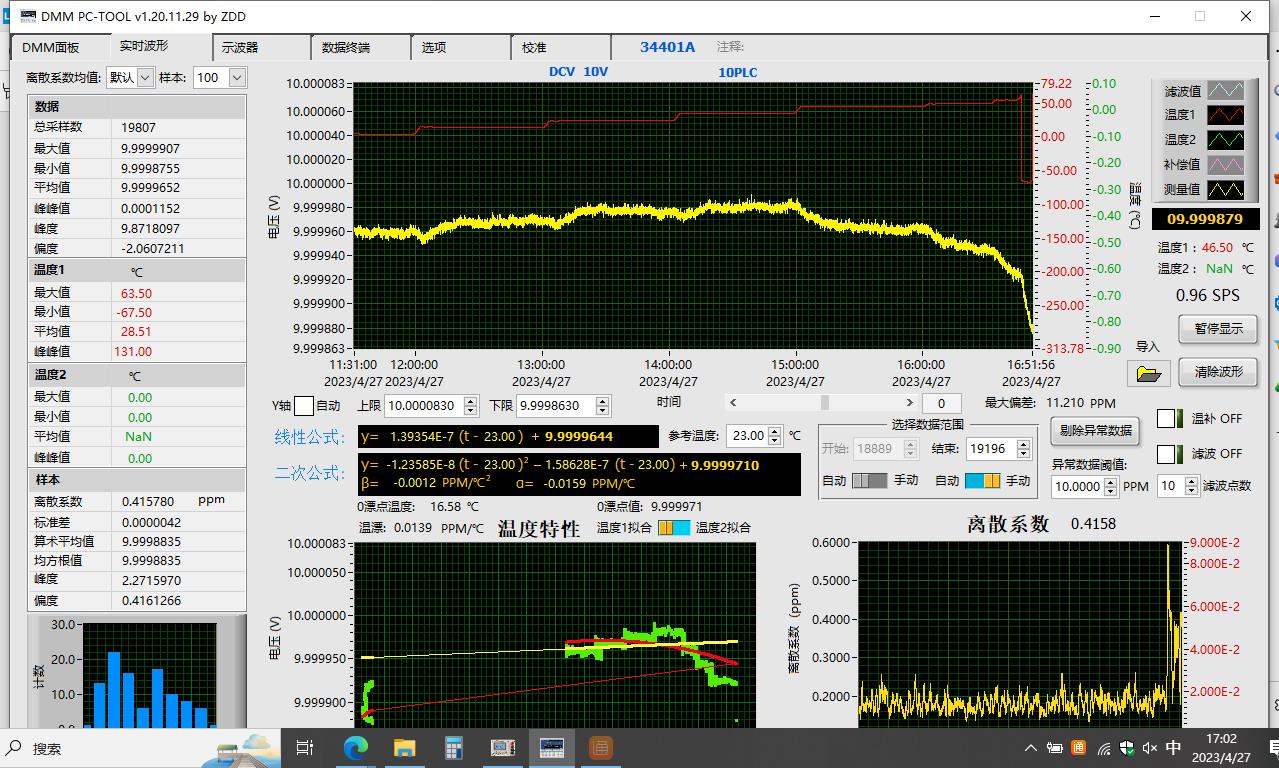 DMM PC-TOOL v1.20.11.29 by ZDD
DMM面板 实时波形 示波器 数据终端 选项 校准 34401A 注释:
离散系数均值: 默认 样本: 100
数据
总采样数 19807
最大值 9.9999907
最小值 9.9998755
平均值 9.9999652
峰峰值 0.0001152
峰度 9.8718097
偏度 -2.0607211
温度1 ℃
最大值 63.50
最小值 -67.50
平均值 28.51
峰峰值 131.00
温度2 ℃
最大值 0.00
最小值 0.00
平均值 NaN
峰峰值 0.00
样本
离散系数 0.415780 ppm
标准差 0.0000042
算术平均值 9.9998835
均方根值 9.9998835
峰度 2.2715970
偏度 0.4161266
30.0
20.0
10.0
0.0
计数
DCV 10V 10PLC
10.000083
10.000060
10.000040
10.000020
10.000000
9.999980
9.999960
9.999940
9.999920
9.999900
9.999880
9.999863
电压 (V)
79.22
50.00
0.00
-50.00
-100.00
-150.00
-200.00
-250.00
-313.78
0.10
0.00
-0.10
-0.20
-0.30
-0.40
-0.50
-0.60
-0.70
-0.80
-0.90
温度 (℃)
11:31:00 12:00:00 13:00:00 14:00:00 15:00:00 16:00:00 16:51:56
2023/4/27 2023/4/27 2023/4/27 2023/4/27 2023/4/27 2023/4/27 2023/4/27
时间
滤波值
温度1
温度2
补偿值
测量值
09.999879
温度1 : 46.50 ℃
温度2 : NaN ℃
0.96 SPS
暂停显示
导入
清除波形
Y轴 自动 上限 10.0000830 下限 9.9998630
0
最大偏差: 11.210 PPM
线性公式: y= 1.39354E-7 (t - 23.00 ) + 9.9999644
参考温度: 23.00 ℃
二次公式: y= -1.23585E-8 (t - 23.00 )² − 1.58628E-7 (t - 23.00) + 9.9999710
β= -0.0012 PPM/℃² α= -0.0159 PPM/℃
选择数据范围
开始: 18889 结束: 19196
自动 手动 自动 手动
剔除异常数据
异常数据阈值:
10.0000 PPM
温补 OFF
滤波 OFF
10 滤波点数
0漂点温度: 16.58 ℃ 0漂点值: 9.999971
温漂: 0.0139 PPM/℃ 温度特性 温度1拟合 温度2拟合
10.000083
10.000050
10.000000
9.999950
9.999900
电压 (V)
离散系数 0.4158
0.6000
0.5000
0.4000
0.3000
0.2000
离散系数 (ppm)
9.000E-2
8.000E-2
6.000E-2
4.000E-2
2.000E-2
搜索
中
17:02
2023/4/27